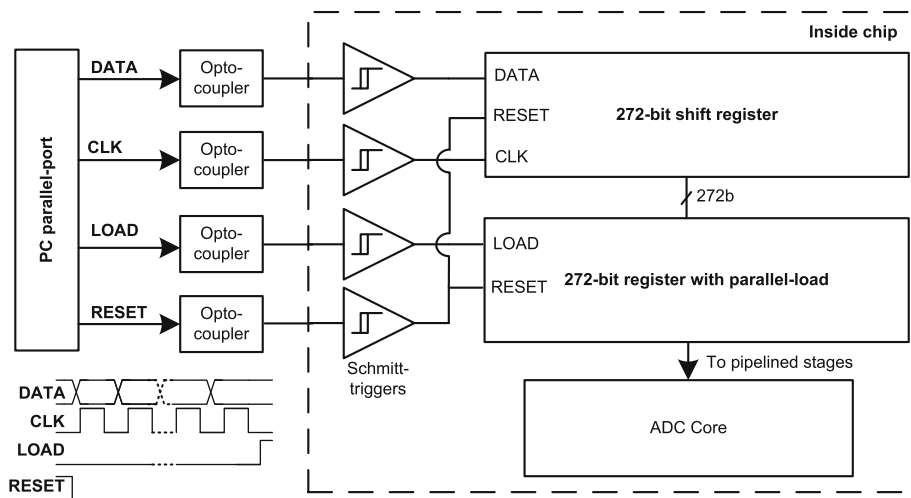 Inside chip
PC parallel-port
DATA
Opto-
coupler
DATA
RESET
272-bit shift register
CLK
Opto-
coupler
CLK
272b
LOAD
Opto-
coupler
LOAD
272-bit register with parallel-load
RESET
RESET
Opto-
coupler
Schmitt-
triggers
To pipelined stages
ADC Core
DATA
CLK
LOAD
RESET